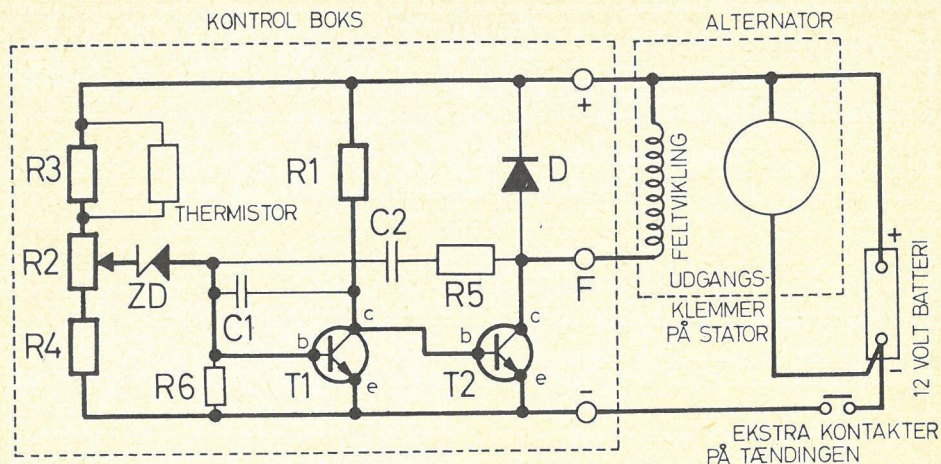 KONTROL BOKS
ALTERNATOR
+
R3
THERMISTOR
R1
D
FELTVIKLING
C2
R2
ZD
R5
F
+
12 VOLT BATTERI
-
UDGANGS-
KLEMMER
PÅ STATOR
C1
c
c
R4
b
b
R6
T1
e
T2
e
-
EKSTRA KONTAKTER
PÅ TÆNDINGEN